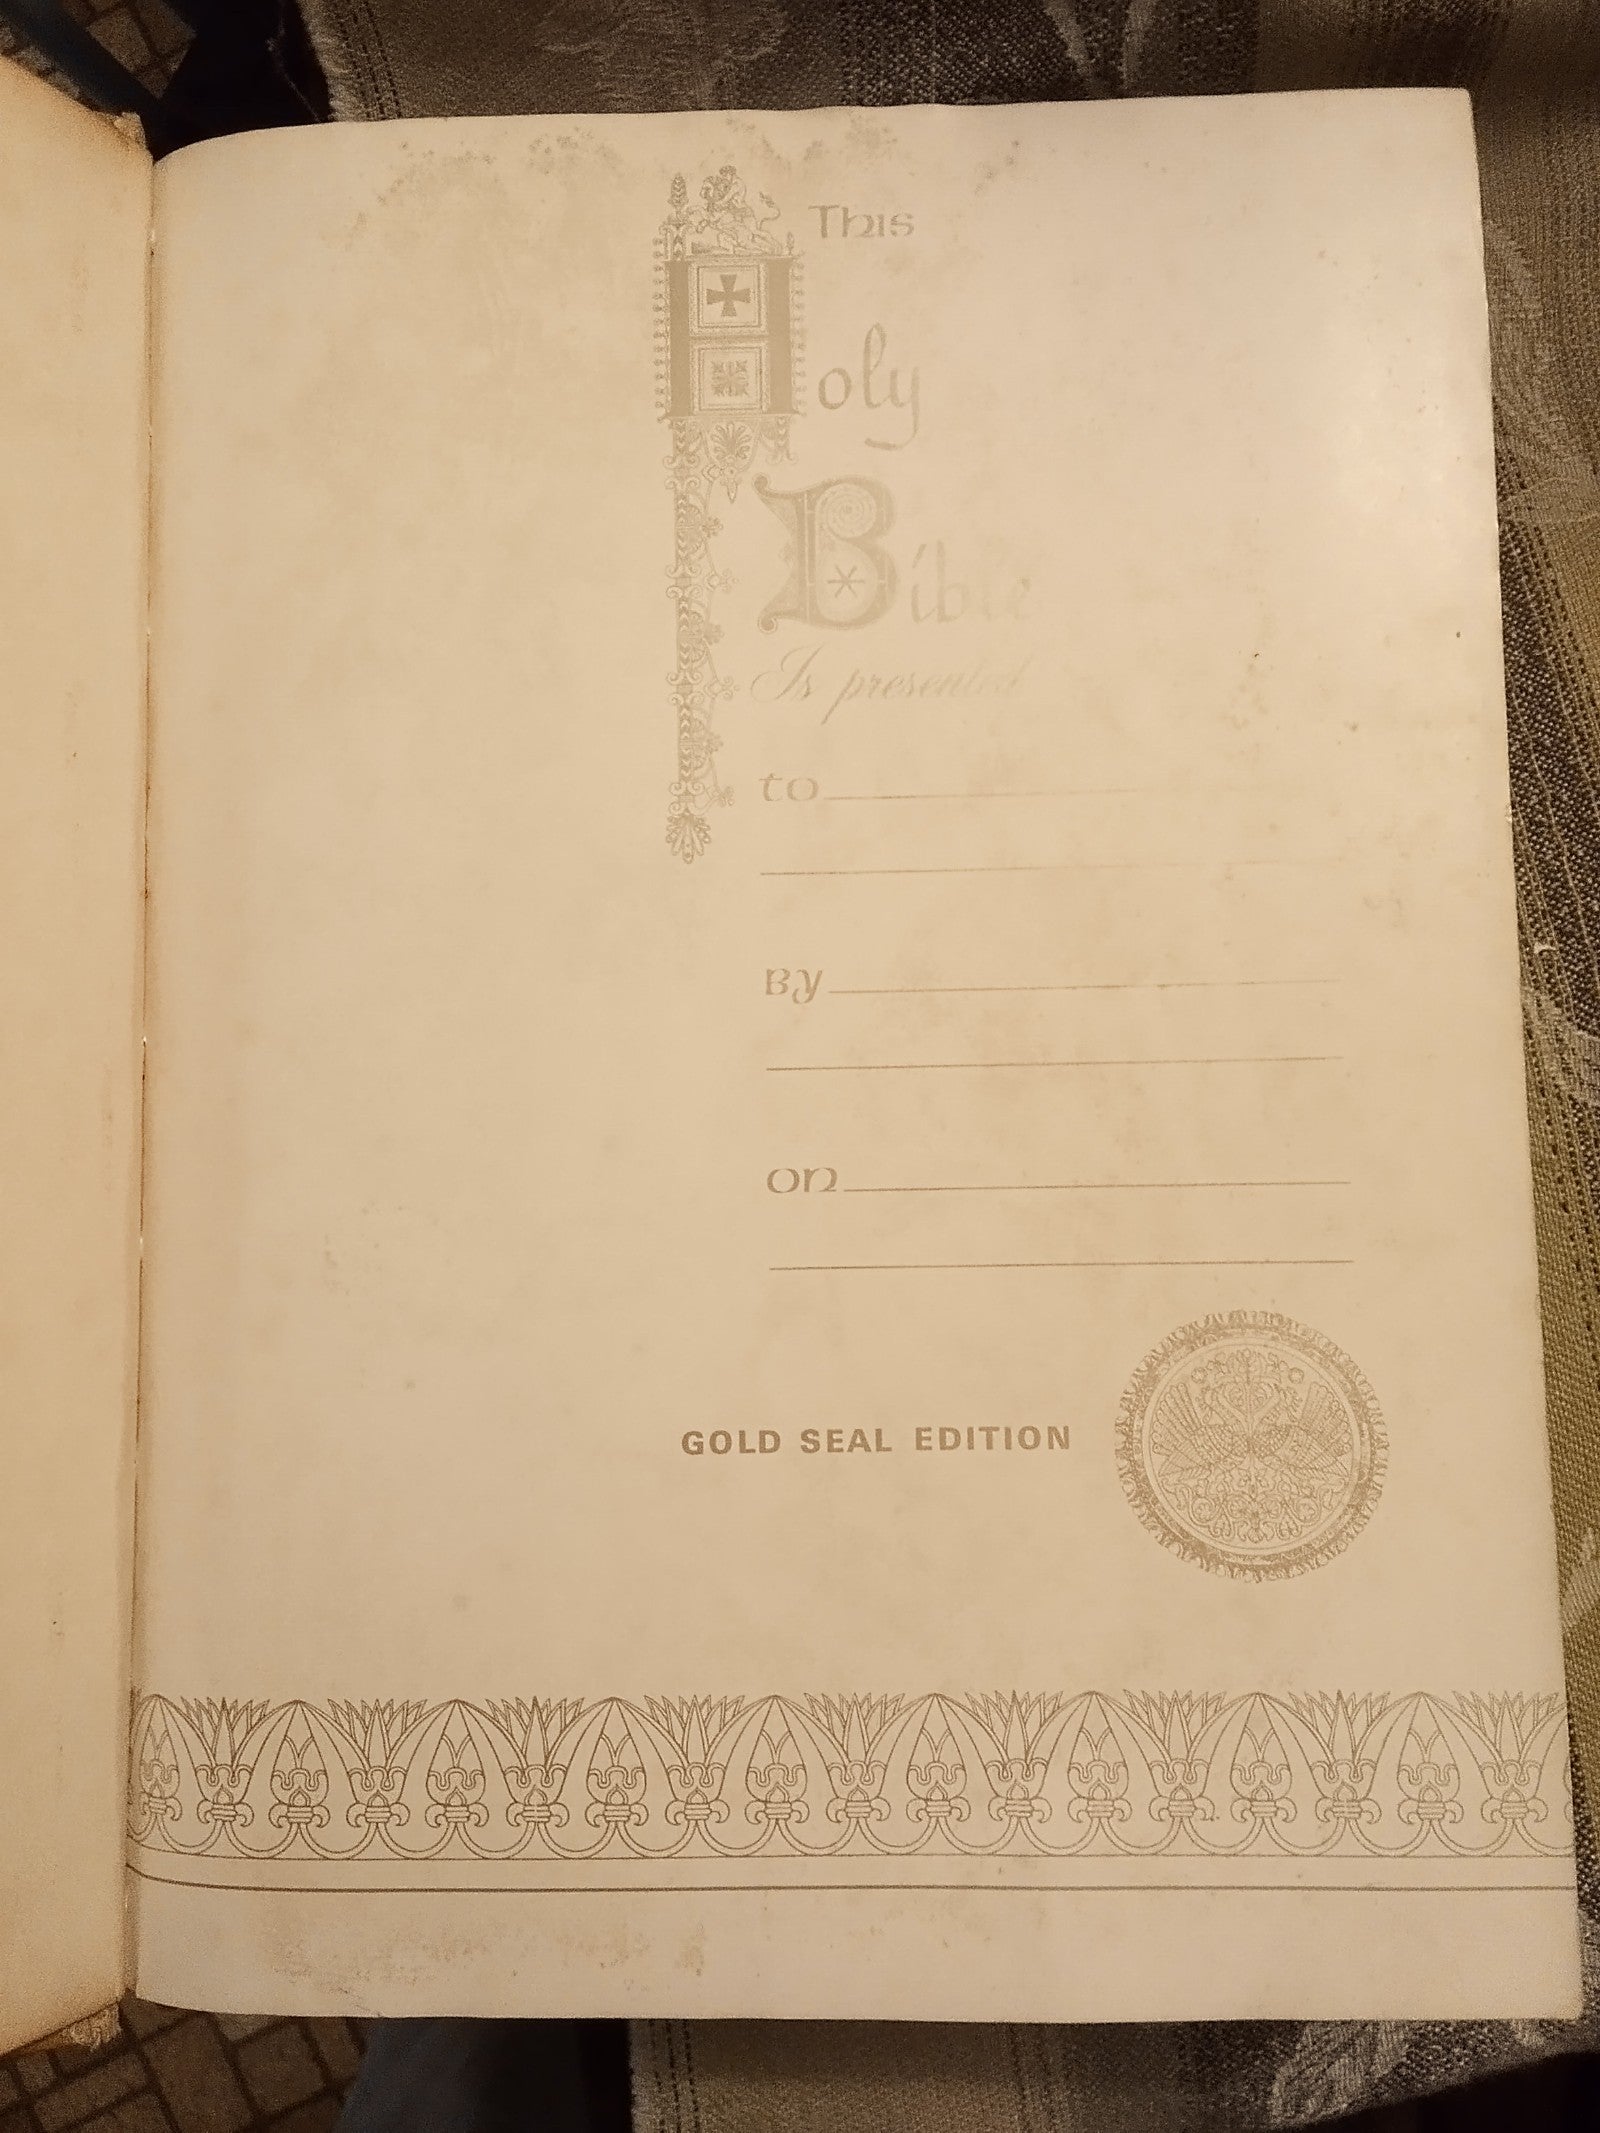 This
Holy
Bible
Is presented
to
By
on
GOLD SEAL EDITION